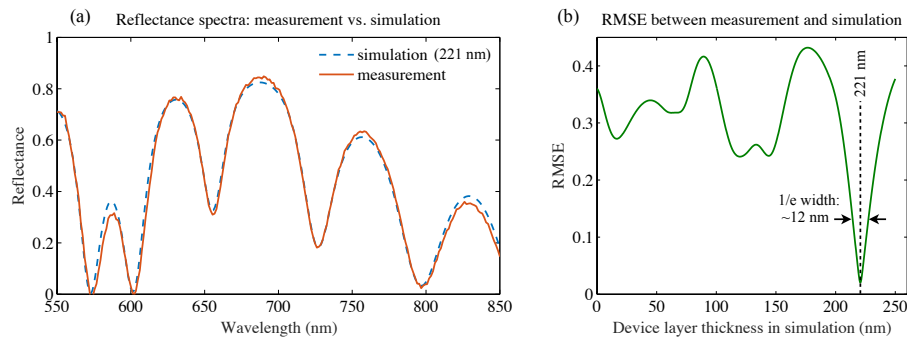 (a)
Reflectance spectra: measurement vs. simulation
1
0.8
0.6
0.4
0.2
0
Reflectance
simulation (221 nm)
measurement
550 600 650 700 750 800 850
Wavelength (nm)
(b)
RMSE between measurement and simulation
0.4
0.3
0.2
0.1
0
RMSE
221 nm
1/e width:
~12 nm
0 50 100 150 200 250
Device layer thickness in simulation (nm)